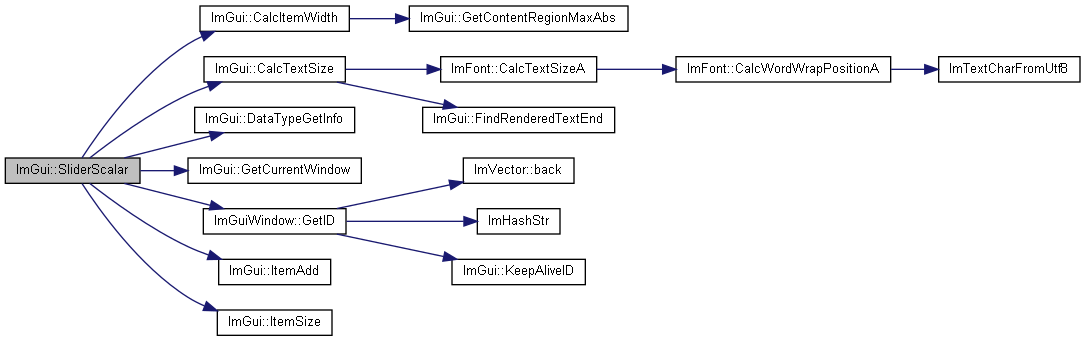 ImGui::SliderScalar
ImGui::CalcItemWidth
ImGui::GetContentRegionMaxAbs
ImGui::CalcTextSize
ImFont::CalcTextSizeA
ImFont::CalcWordWrapPositionA
ImTextCharFromUtf8
ImGui::FindRenderedTextEnd
ImGui::DataTypeGetInfo
ImGui::GetCurrentWindow
ImGuiWindow::GetID
ImVector::back
ImHashStr
ImGui::KeepAliveID
ImGui::ItemAdd
ImGui::ItemSize